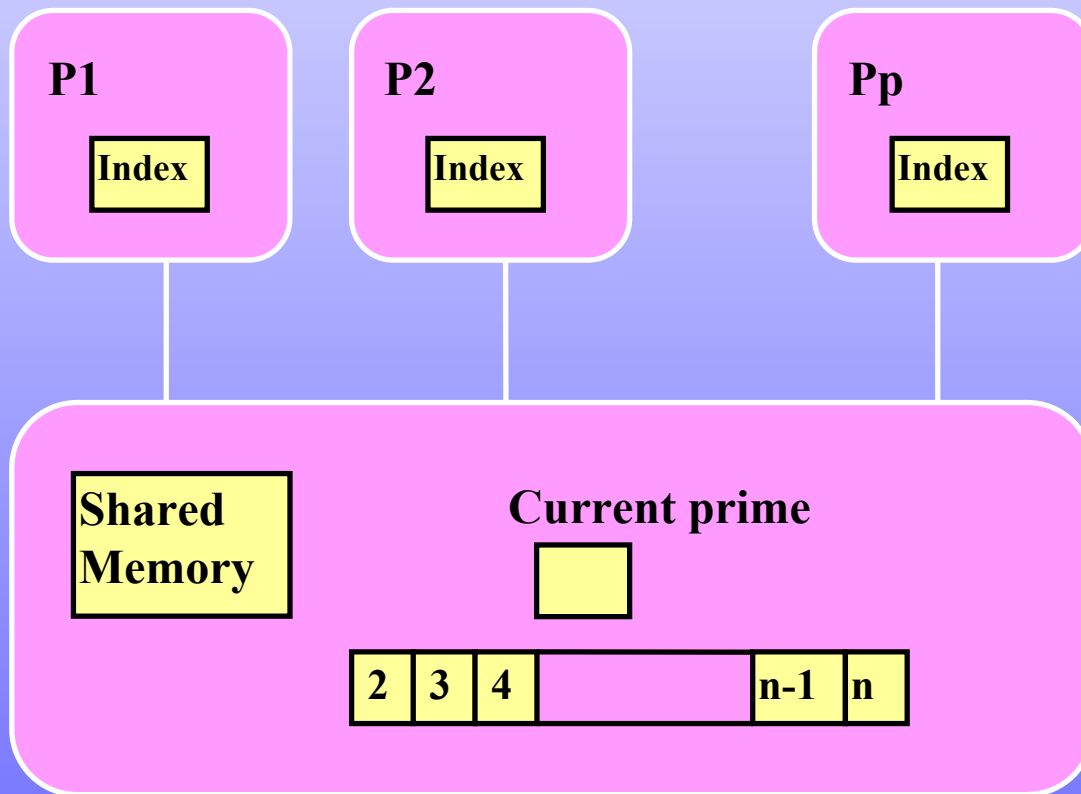 P1
P2
Pp
Index
Index
Index
Shared
Memory
Current prime
2 3 4 n-1 n